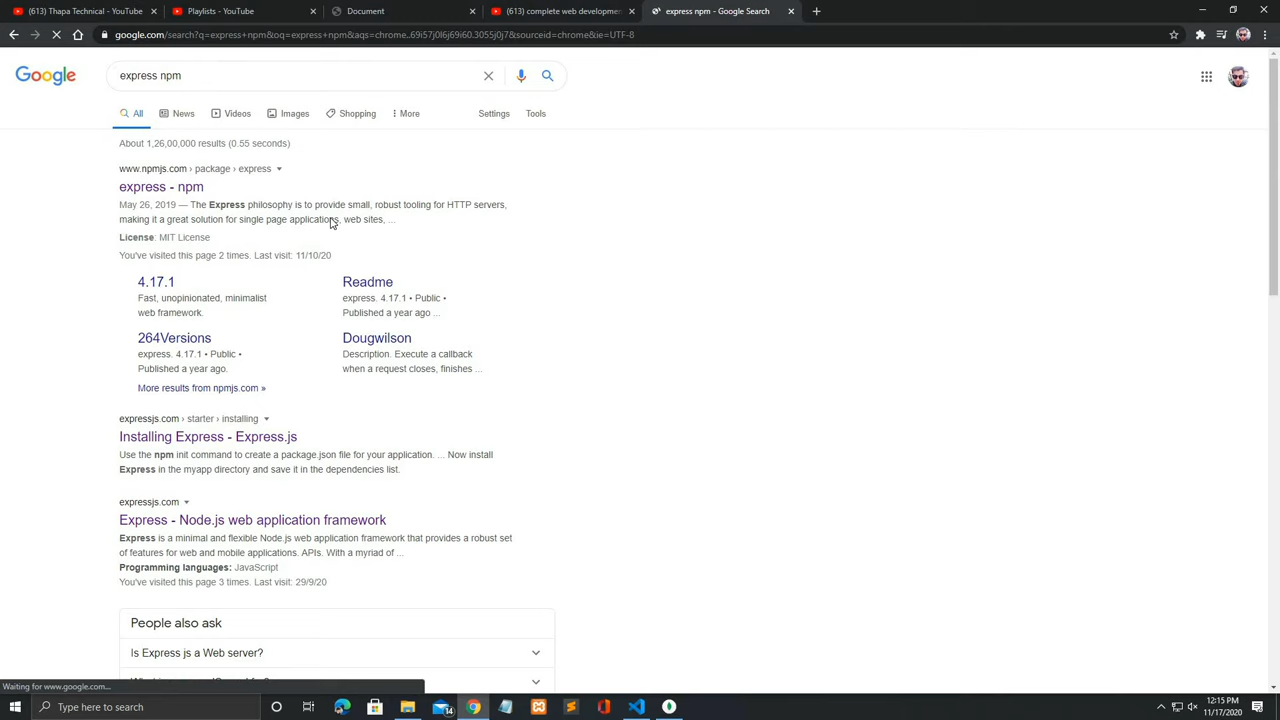 (613) Thapa Technical - YouTube
Playlists - YouTube
Document
(613) complete web developmen
express npm - Google Search
google.com/search?q=express+npm&oq=express+npm&aqs=chrome..69i57j0l6j69i60.3055j0j7&sourceid=chrome&ie=UTF-8
Google
express npm
All
News
Videos
Images
Shopping
More
Settings
Tools
About 1,26,00,000 results (0.55 seconds)
www.npmjs.com › package › express
express - npm
May 26, 2019 — The Express philosophy is to provide small, robust tooling for HTTP servers,
making it a great solution for single page applications, web sites, ...
License: MIT License
You've visited this page 2 times. Last visit: 11/10/20
4.17.1
Fast, unopinionated, minimalist
web framework.
Readme
express. 4.17.1 • Public •
Published a year ago ...
264Versions
express. 4.17.1 • Public •
Published a year ago.
Dougwilson
Description. Execute a callback
when a request closes, finishes ...
More results from npmjs.com »
expressjs.com › starter › installing
Installing Express - Express.js
Use the npm init command to create a package.json file for your application. ... Now install
Express in the myapp directory and save it in the dependencies list.
expressjs.com
Express - Node.js web application framework
Express is a minimal and flexible Node.js web application framework that provides a robust set
of features for web and mobile applications. APIs. With a myriad of ...
Programming languages: JavaScript
You've visited this page 3 times. Last visit: 29/9/20
People also ask
Is Express js a Web server?
Waiting for www.google.com...
Type here to search
14
12:15 PM
11/17/2020